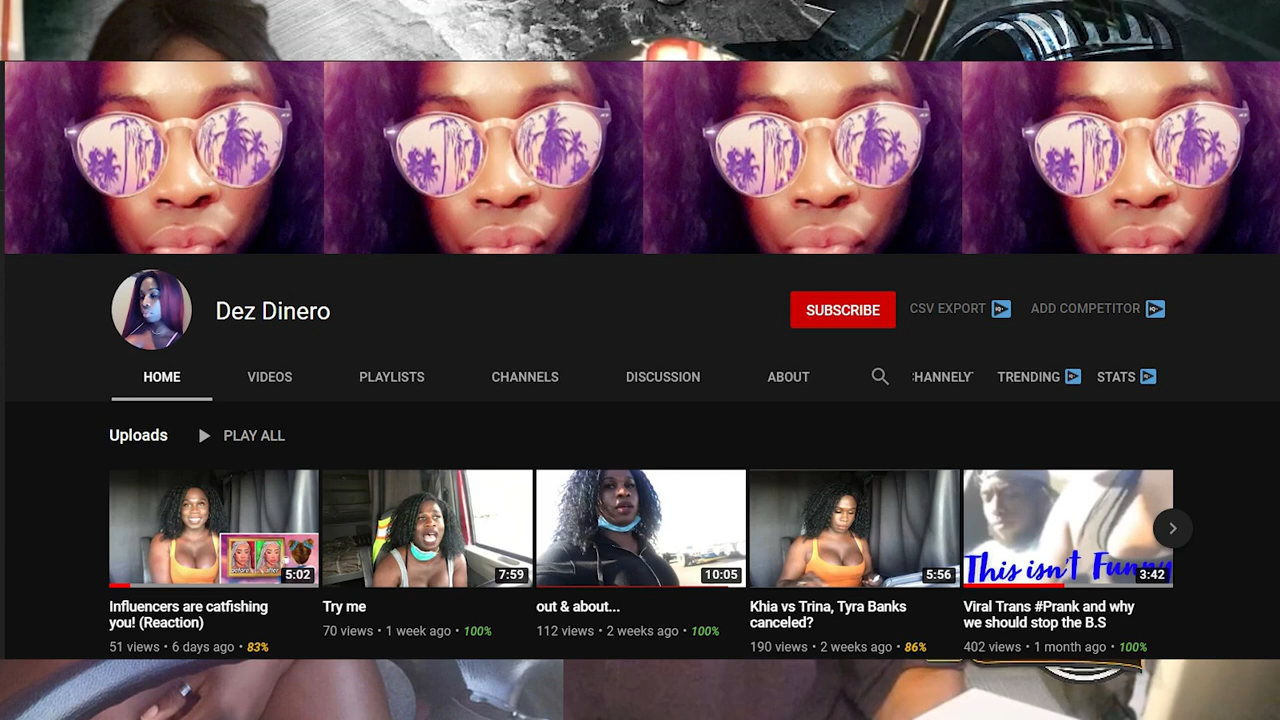 Dez Dinero
SUBSCRIBE
CSV EXPORT
ADD COMPETITOR
HOME
VIDEOS
PLAYLISTS
CHANNELS
DISCUSSION
ABOUT
HANNELY
TRENDING
STATS
Uploads
PLAY ALL
before
after
5:02
7:59
10:05
5:56
This isn't Funny
3:42
Influencers are catfishing
you! (Reaction)
51 views • 6 days ago • 83%
Try me
70 views • 1 week ago • 100%
out & about...
112 views • 2 weeks ago • 100%
Khia vs Trina, Tyra Banks
canceled?
190 views • 2 weeks ago • 86%
Viral Trans #Prank and why
we should stop the B.S
402 views • 1 month ago • 100%